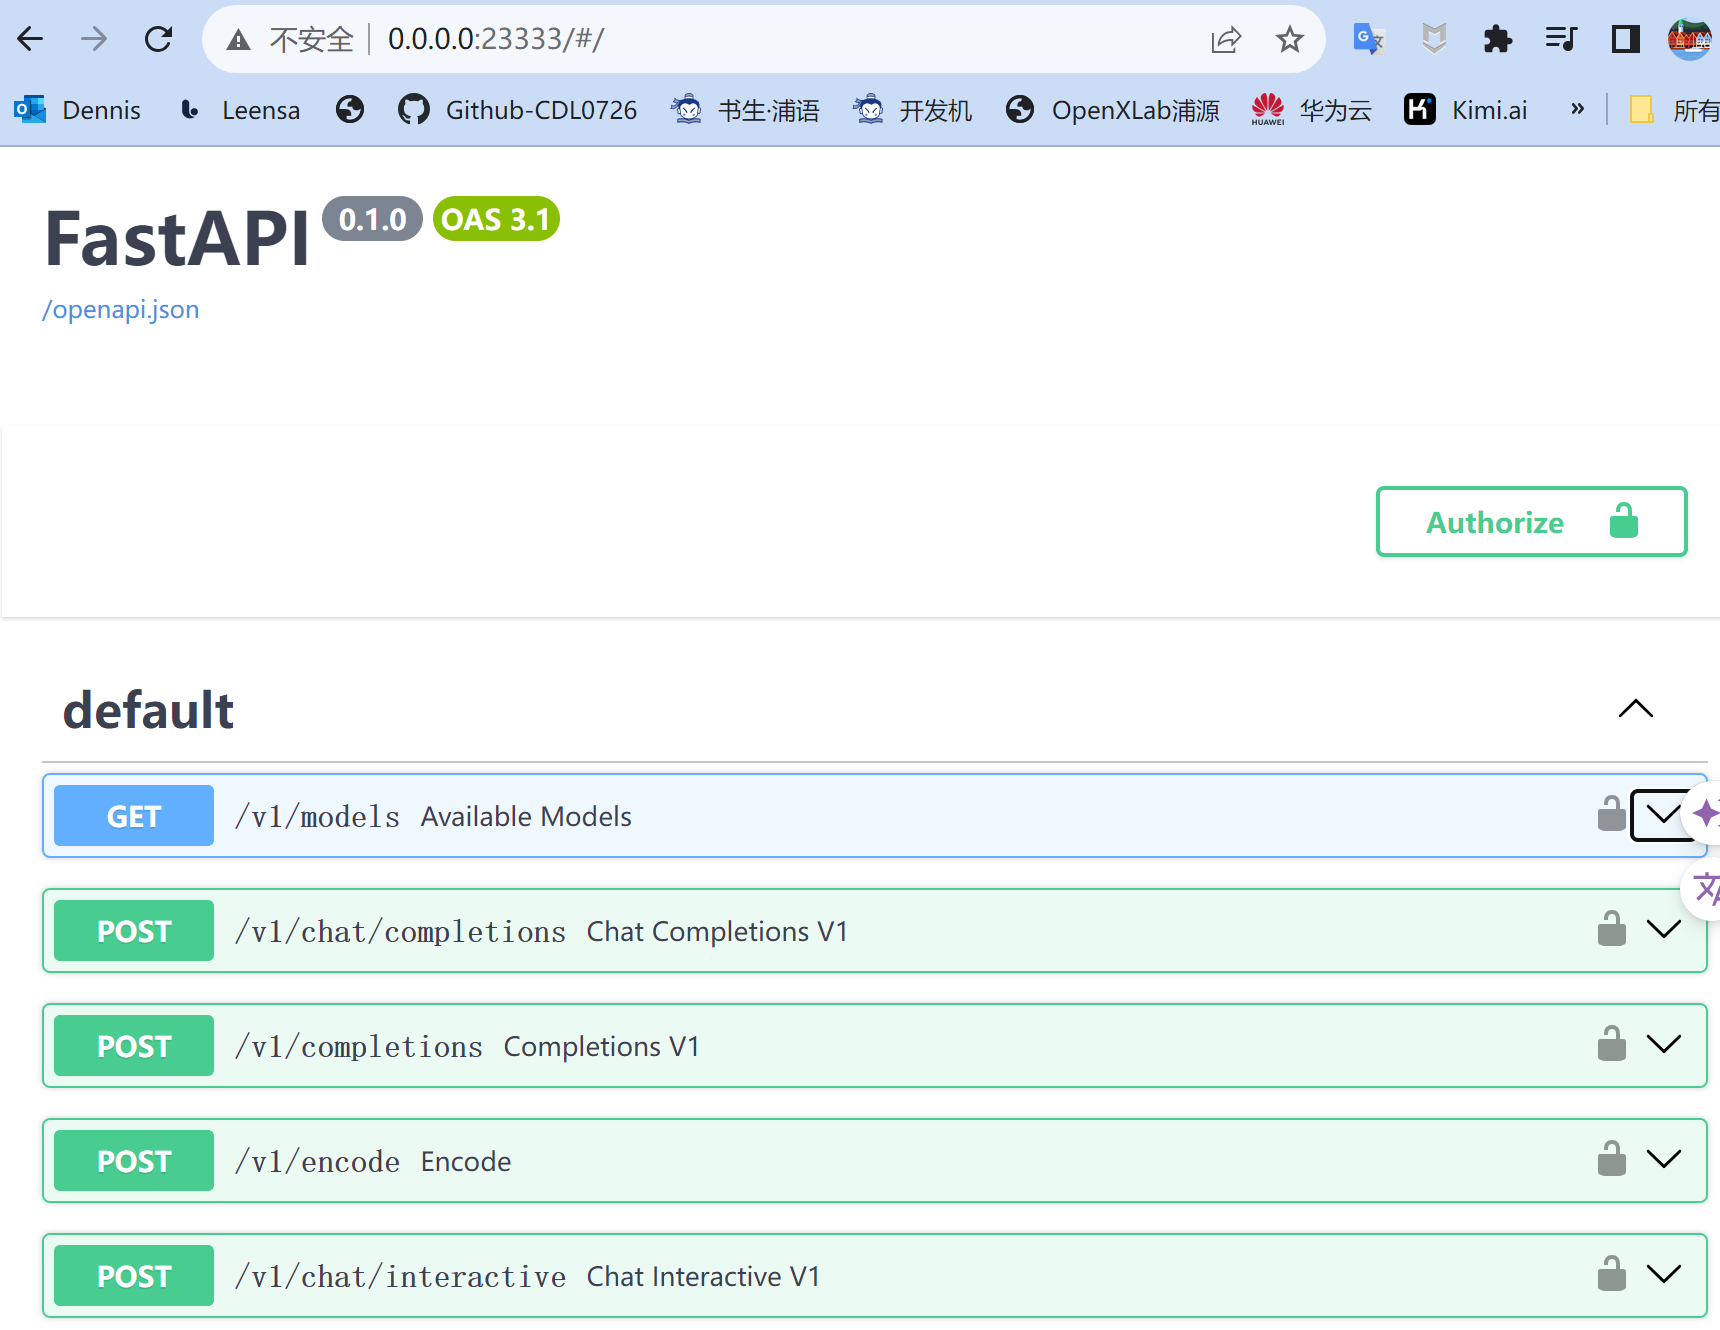 不安全 0.0.0.0:23333/#/
Dennis Leensa Github-CDL0726 书生·浦语 开发机 OpenXLab浦源 HUAWEI 华为云 Kimi.ai » 所有
FastAPI 0.1.0 OAS 3.1
/openapi.json
Authorize
default
GET /v1/models Available Models
POST /v1/chat/completions Chat Completions V1
POST /v1/completions Completions V1
POST /v1/encode Encode
POST /v1/chat/interactive Chat Interactive V1